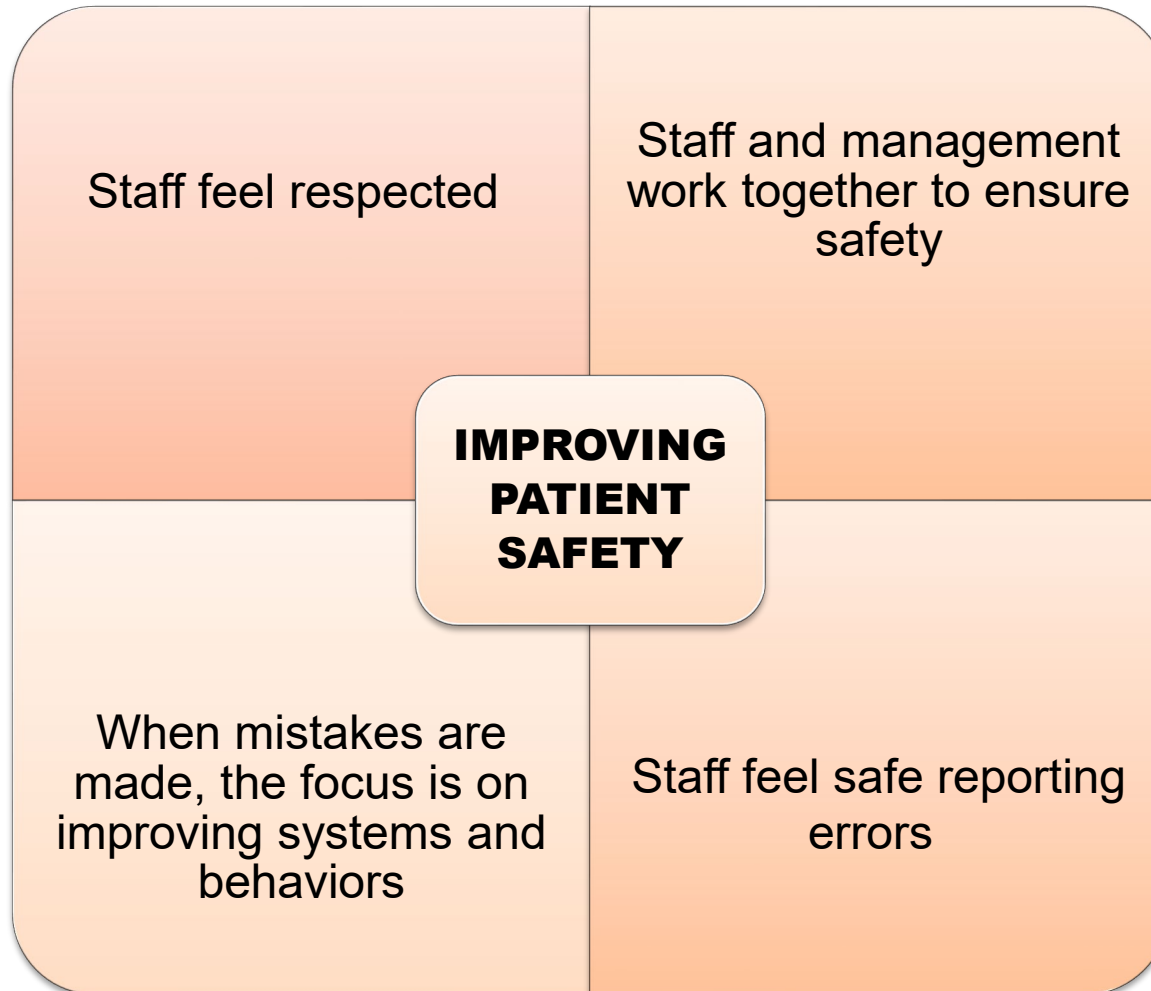 Staff feel respected
Staff and management
work together to ensure
safety
IMPROVING
PATIENT
SAFETY
When mistakes are
made, the focus is on
improving systems and
behaviors
Staff feel safe reporting
errors